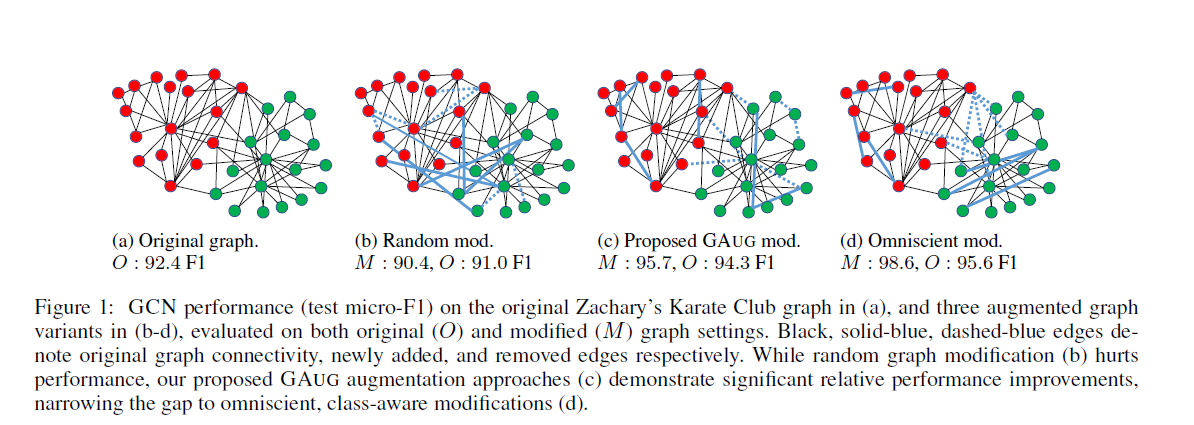 (a) Original graph.
O : 92.4 F1
(b) Random mod.
M : 90.4, O : 91.0 F1
(c) Proposed GAUG mod.
M : 95.7, O : 94.3 F1
(d) Omniscient mod.
M : 98.6, O : 95.6 F1
Figure 1: GCN performance (test micro-F1) on the original Zachary's Karate Club graph in (a), and three augmented graph
variants in (b-d), evaluated on both original (O) and modified (M) graph settings. Black, solid-blue, dashed-blue edges de-
note original graph connectivity, newly added, and removed edges respectively. While random graph modification (b) hurts
performance, our proposed GAUG augmentation approaches (c) demonstrate significant relative performance improvements,
narrowing the gap to omniscient, class-aware modifications (d).